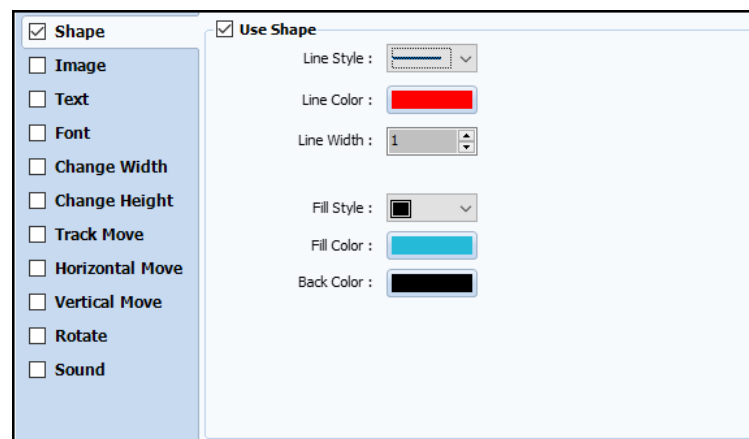 Shape
Image
Text
Font
Change Width
Change Height
Track Move
Horizontal Move
Vertical Move
Rotate
Sound
Use Shape
Line Style :
Line Color :
Line Width : 1
Fill Style :
Fill Color :
Back Color :